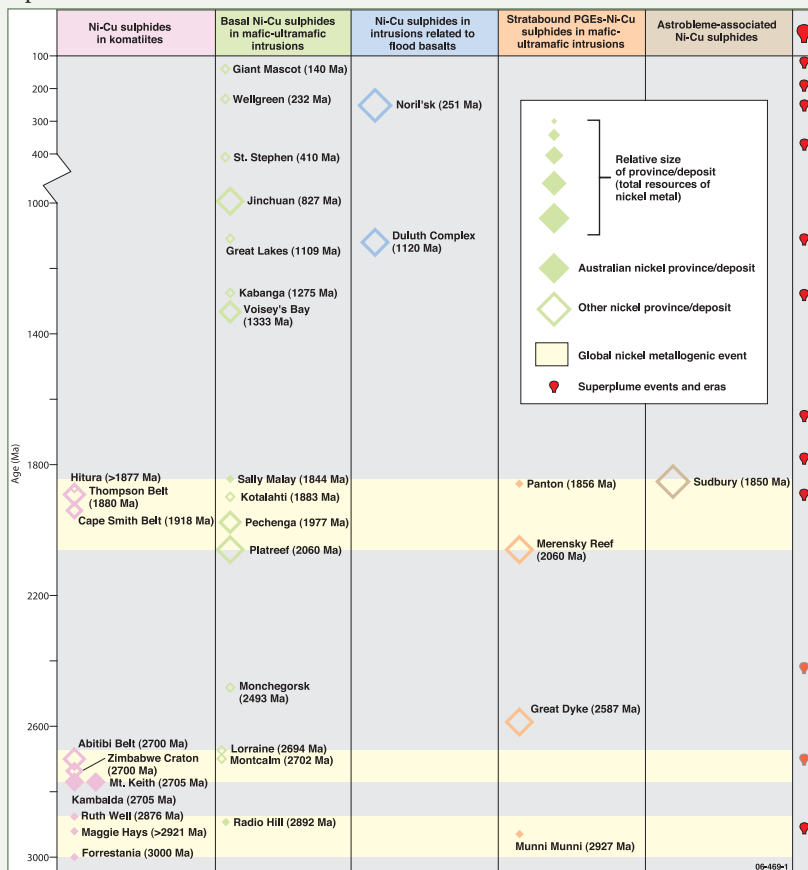 Ni-Cu sulphides
in komatiites
Basal Ni-Cu sulphides
in mafic-ultramafic
intrusions
Ni-Cu sulphides in
intrusions related to
flood basalts
Stratabound PGEs-Ni-Cu
sulphides in mafic-
ultramafic intrusions
Astrobleme-associated
Ni-Cu sulphides
Age (Ma)
100
200
300
400
1000
1400
1800
2200
2600
3000
Hitura (>1877 Ma)
Thompson Belt
(1880 Ma)
Cape Smith Belt (1918 Ma)
Abitibi Belt (2700 Ma)
Zimbabwe Craton
(2700 Ma)
Mt. Keith (2705 Ma)
Kambalda (2705 Ma)
Ruth Well (2876 Ma)
Maggie Hays (>2921 Ma)
Forrestania (3000 Ma)
Giant Mascot (140 Ma)
Wellgreen (232 Ma)
St. Stephen (410 Ma)
Jinchuan (827 Ma)
Great Lakes (1109 Ma)
Kabanga (1275 Ma)
Voisey's Bay
(1333 Ma)
Sally Malay (1844 Ma)
Kotalahti (1883 Ma)
Pechenga (1977 Ma)
Platreef (2060 Ma)
Monchegorsk
(2493 Ma)
Lorraine (2694 Ma)
Montcalm (2702 Ma)
Radio Hill (2892 Ma)
Noril'sk (251 Ma)
Duluth Complex
(1120 Ma)
Panton (1856 Ma)
Merensky Reef
(2060 Ma)
Great Dyke (2587 Ma)
Munni Munni (2927 Ma)
Sudbury (1850 Ma)
Relative size
of province/deposit
(total resources of
nickel metal)
Australian nickel province/deposit
Other nickel province/deposit
Global nickel metallogenic event
Superplume events and eras
06-469-1